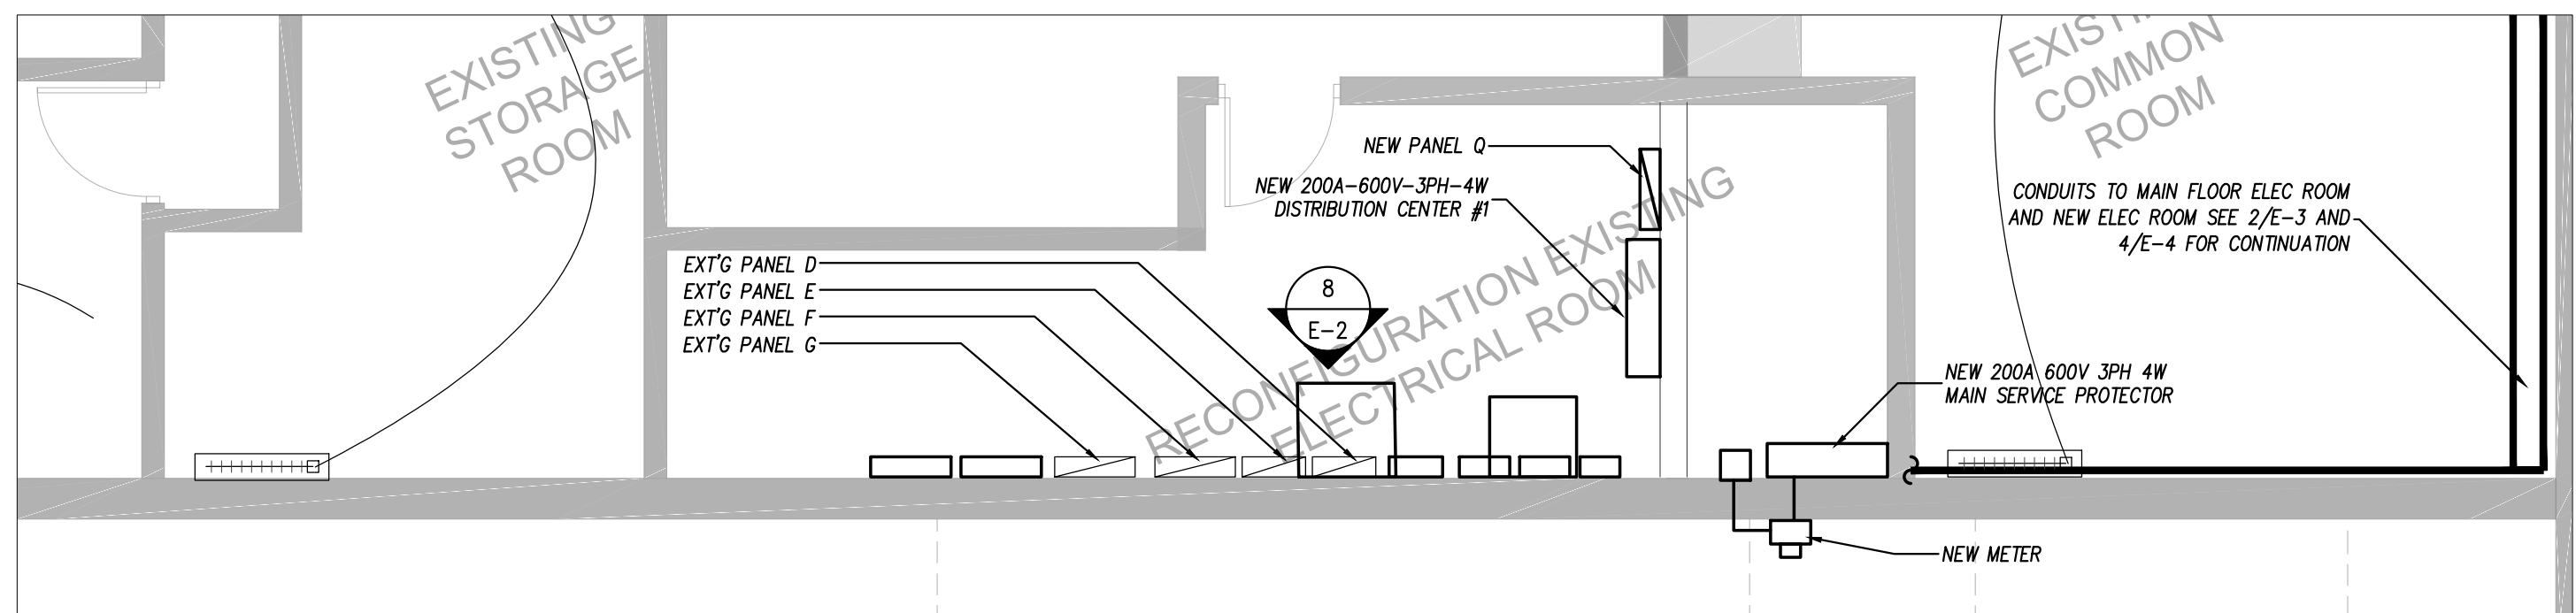 EXISTING
STORAGE
ROOM
EXISTING
COMMON
ROOM
NEW PANEL Q
NEW 200A-600V-3PH-4W
DISTRIBUTION CENTER #1
CONDUITS TO MAIN FLOOR ELEC ROOM
AND NEW ELEC ROOM SEE 2/E-3 AND
4/E-4 FOR CONTINUATION
EXT'G PANEL D
EXT'G PANEL E
EXT'G PANEL F
EXT'G PANEL G
8
E-2
RECONFIGURATION EXISTING
ELECTRICAL ROOM
NEW 200A 600V 3PH 4W
MAIN SERVICE PROTECTOR
NEW METER